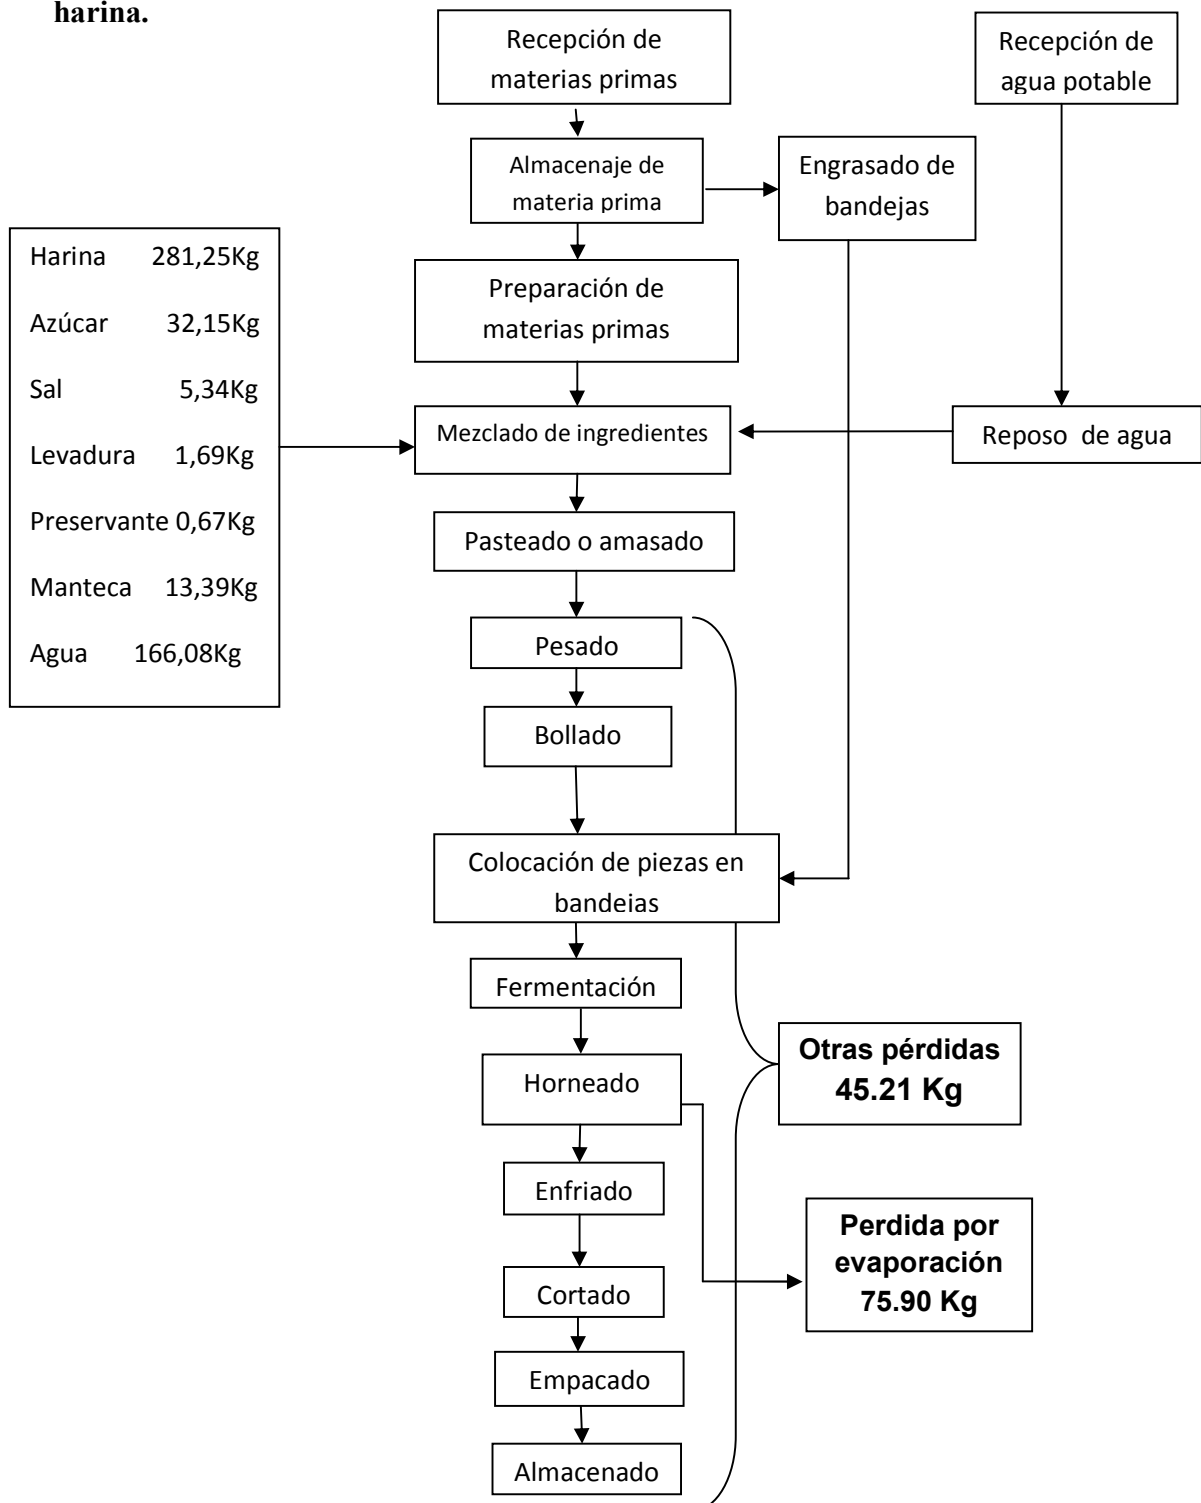 harina.
Recepción de
materias primas
Recepción de
agua potable
Almacenaje de
materia prima
Engrasado de
bandejas
Harina 281,25Kg
Azúcar 32,15Kg
Sal 5,34Kg
Levadura 1,69Kg
Preservante 0,67Kg
Manteca 13,39Kg
Agua 166,08Kg
Preparación de
materias primas
Mezclado de ingredientes
Reposo de agua
Pasteado o amasado
Pesado
Bollado
Colocación de piezas en
bandejas
Fermentación
Otras pérdidas
45.21 Kg
Horneado
Enfriado
Perdida por
evaporación
75.90 Kg
Cortado
Empacado
Almacenado